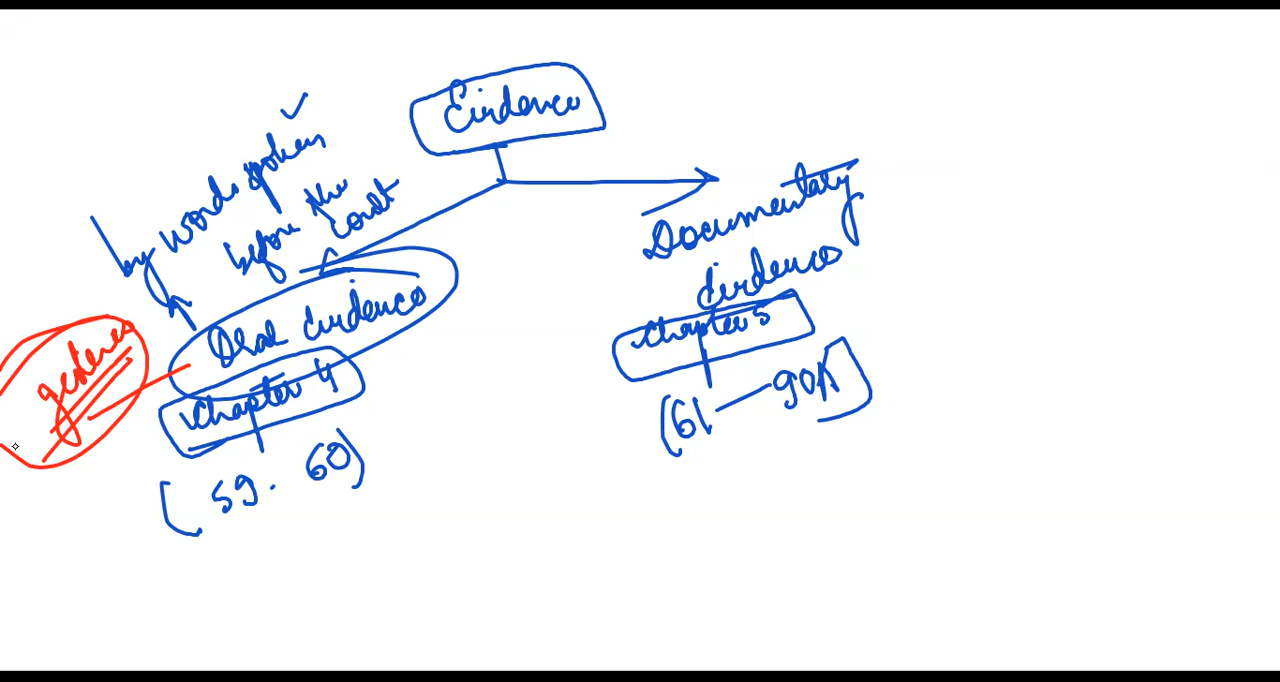 Evidence
by words spoken
before the
court
Documentary
Evidence
Oral Evidence
Chapter 5
gestures
Chapter 4
(61 — 90A)
(59. 60)